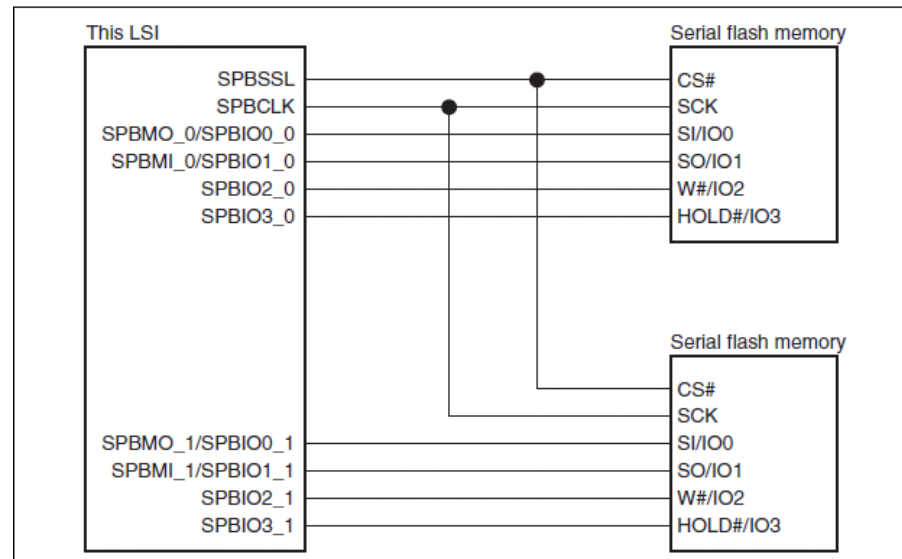 This LSI
SPBSSL
SPBCLK
SPBMO_0/SPBIO0_0
SPBMI_0/SPBIO1_0
SPBIO2_0
SPBIO3_0
SPBMO_1/SPBIO0_1
SPBMI_1/SPBIO1_1
SPBIO2_1
SPBIO3_1
Serial flash memory
CS#
SCK
SI/IO0
SO/IO1
W#/IO2
HOLD#/IO3
Serial flash memory
CS#
SCK
SI/IO0
SO/IO1
W#/IO2
HOLD#/IO3